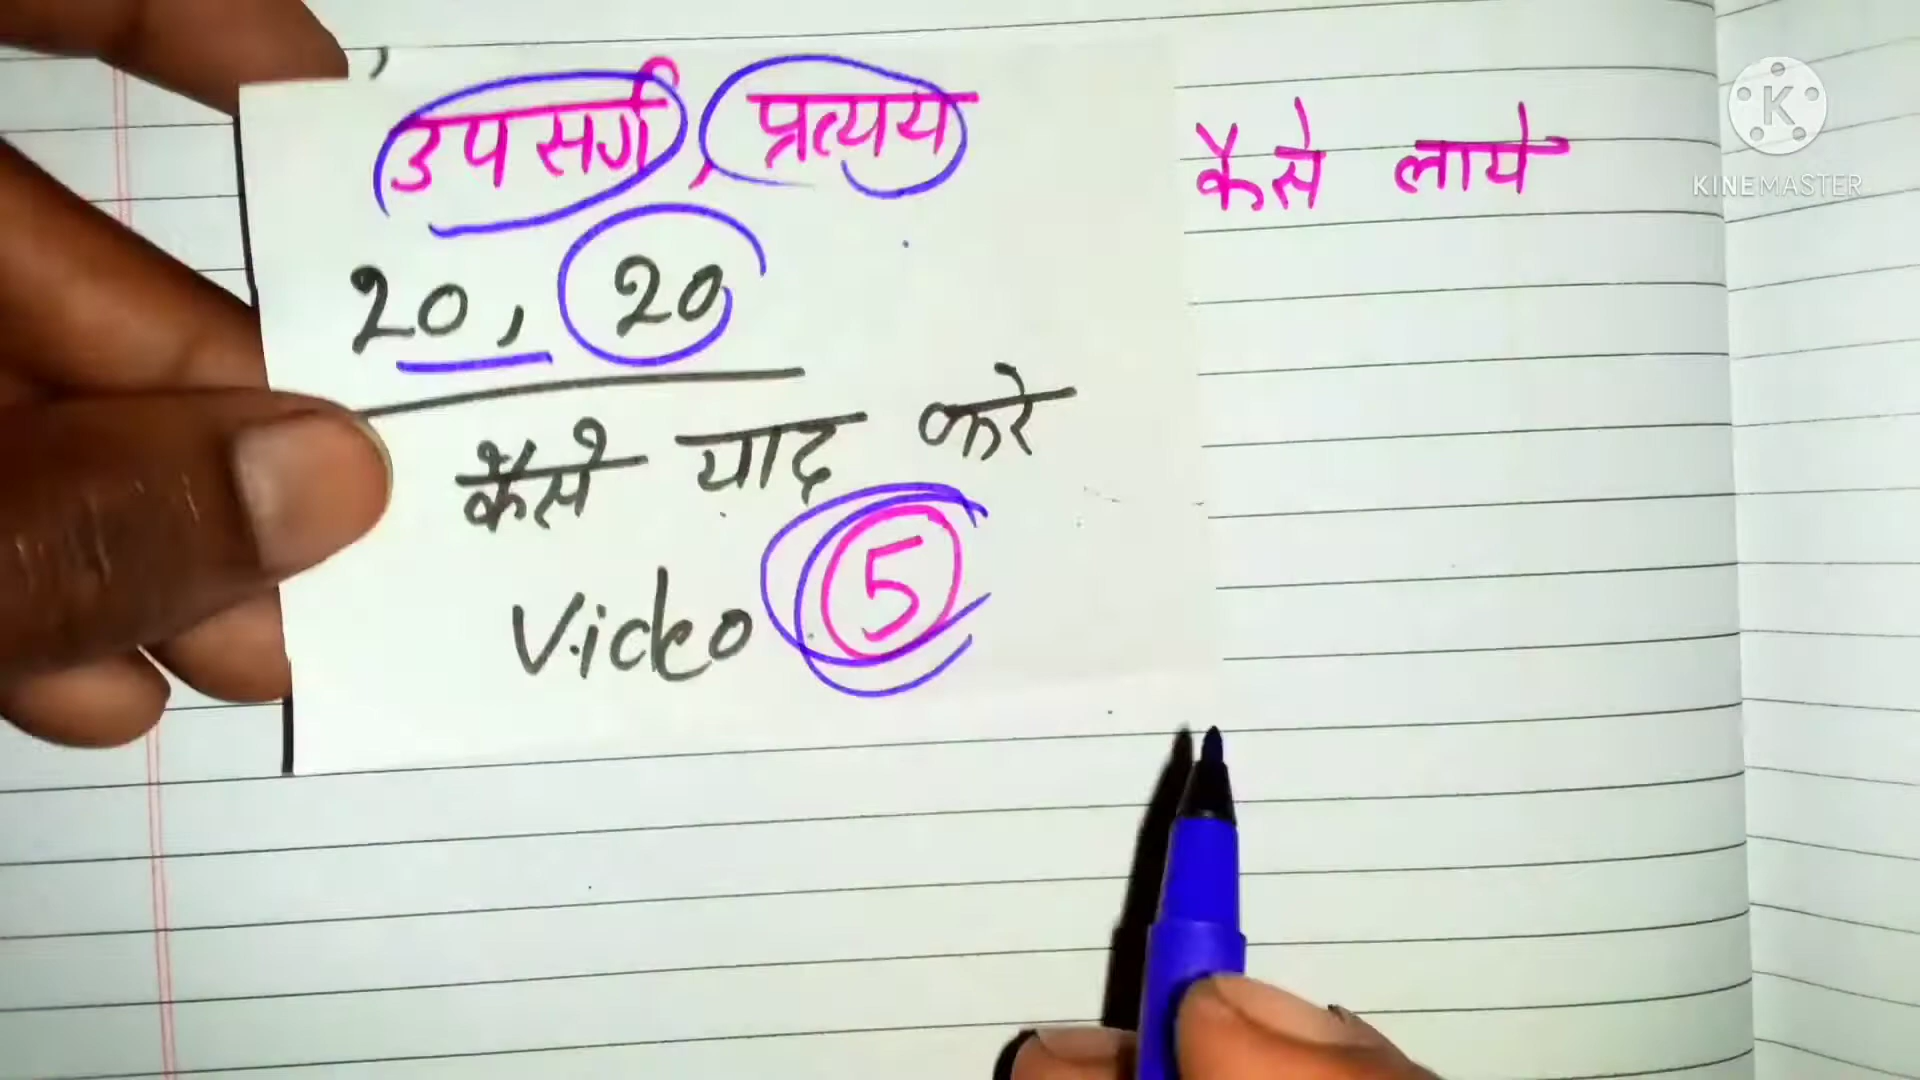 उपसर्ग, प्रत्यय कैसे लाये
20, 20
कैसे याद करे
Video 5
K
KINEMASTER